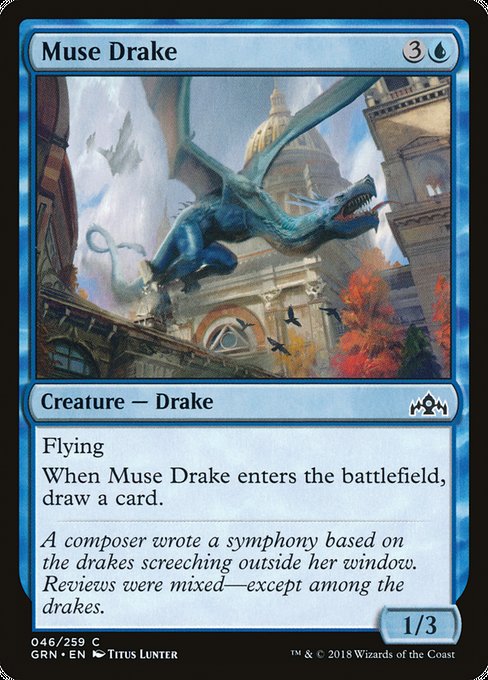 Muse Drake 3
Creature — Drake
Flying
When Muse Drake enters the battlefield,
draw a card.
A composer wrote a symphony based on
the drakes screeching outside her window.
Reviews were mixed—except among the
drakes.
1/3
046/259 C
GRN • EN Titus Lunter
™ & © 2018 Wizards of the Coast